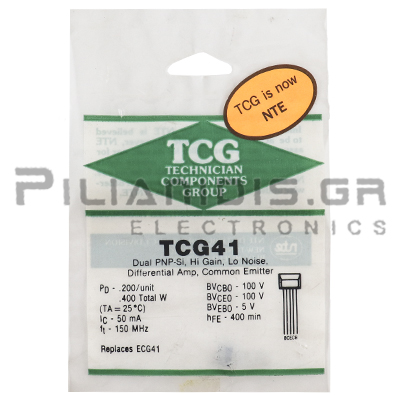 TCG is now
NTE
TCG
TECHNICIAN
COMPONENTS
GROUP
PILIANDIS.GR
ELECTRONICS
TCG41
Dual PNP-Si, Hi Gain, Lo Noise,
Differential Amp, Common Emitter
PD - .200/unit
.400 Total W
(TA = 25°C)
IC - 50 mA
ft - 150 MHz
BVCBO - 100 V
BVCEO - 100 V
BVEBO - 5 V
hFE - 400 min
Replaces ECG41